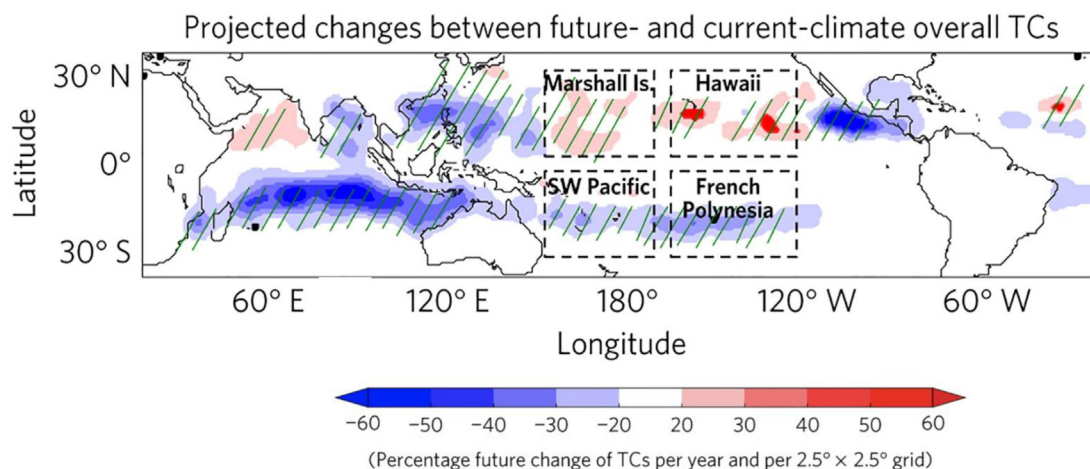 Projected changes between future- and current-climate overall TCs
30° N
0°
30° S
Latitude
Marshall Is.
Hawaii
SW Pacific
French
Polynesia
60° E
120° E
180°
120° W
60° W
Longitude
−60
−50
−40
−30
−20
20
30
40
50
60
(Percentage future change of TCs per year and per 2.5° × 2.5° grid)